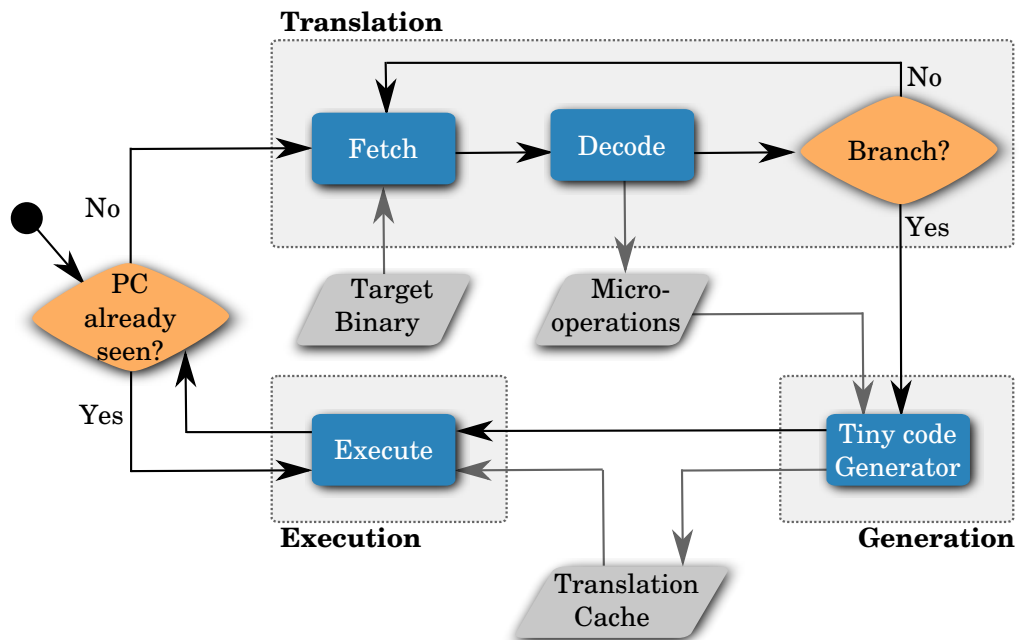 Translation
No
Fetch
Decode
Branch?
No
Yes
PC
already
seen?
Target
Binary
Micro-
operations
Yes
Execute
Tiny code
Generator
Execution
Generation
Translation
Cache